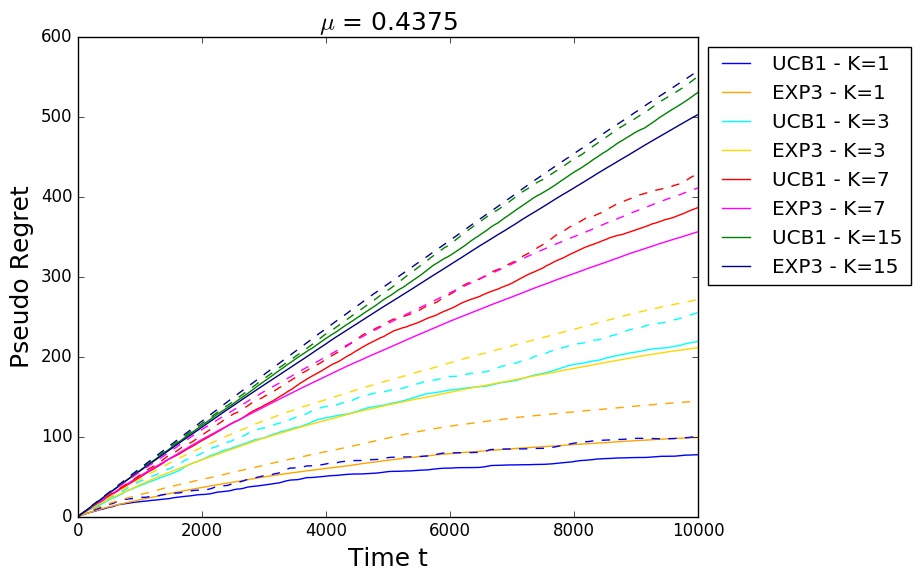 μ = 0.4375
600
500
400
300
200
100
0
Pseudo Regret
0 2000 4000 6000 8000 10000
Time t
UCB1 - K=1
EXP3 - K=1
UCB1 - K=3
EXP3 - K=3
UCB1 - K=7
EXP3 - K=7
UCB1 - K=15
EXP3 - K=15